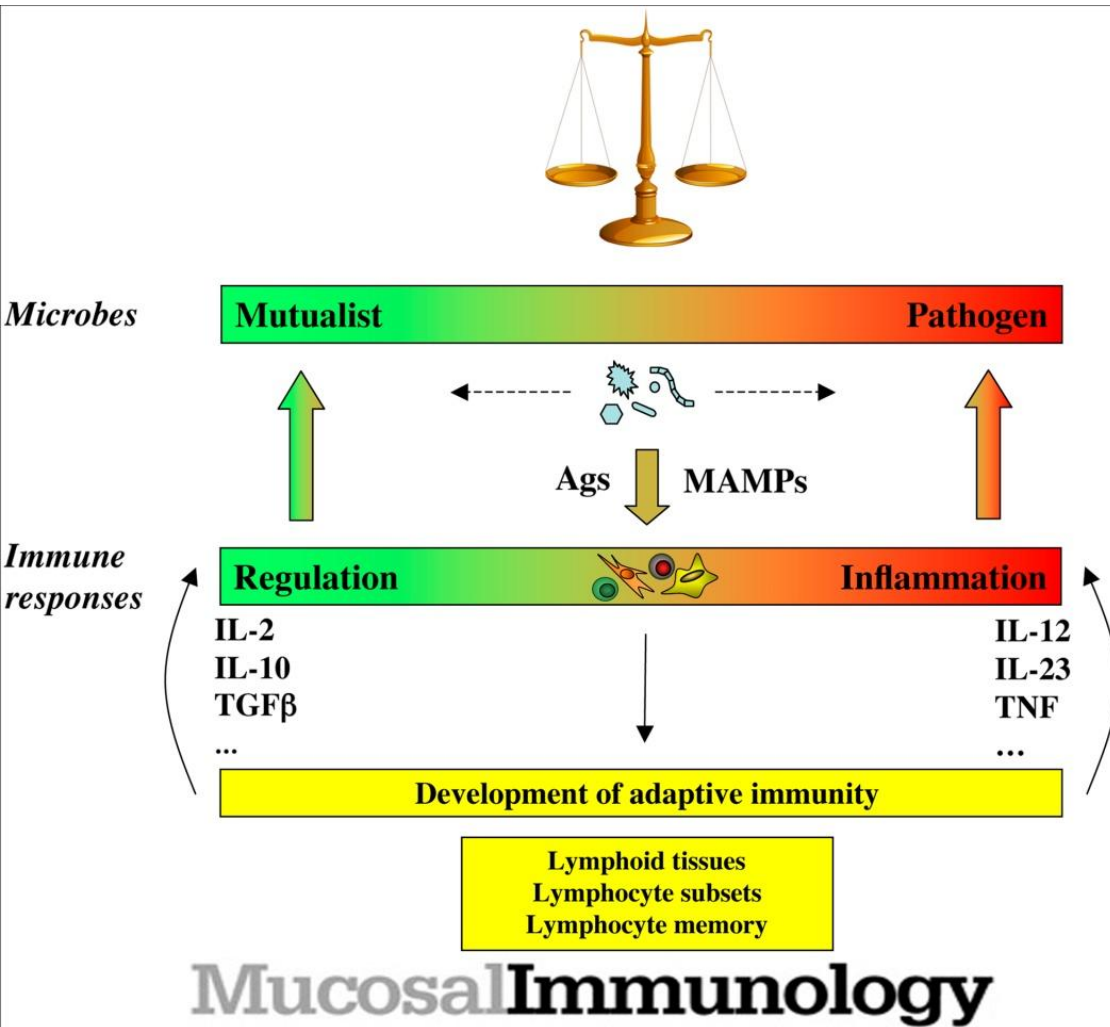 Microbes
Mutualist
Pathogen
Ags
MAMPs
Immune
responses
Regulation
Inflammation
IL-2
IL-10
TGFβ
...
IL-12
IL-23
TNF
...
Development of adaptive immunity
Lymphoid tissues
Lymphocyte subsets
Lymphocyte memory
MucosalImmunology